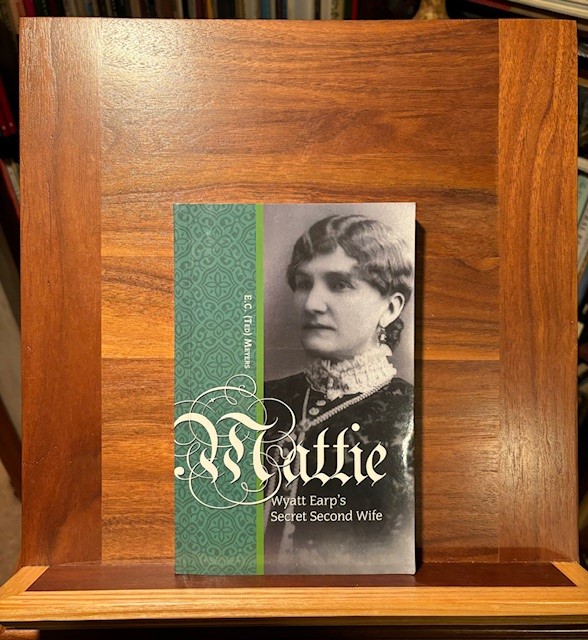 E.C. (Ted) Meyers
Mattie
Wyatt Earp's
Secret Second Wife